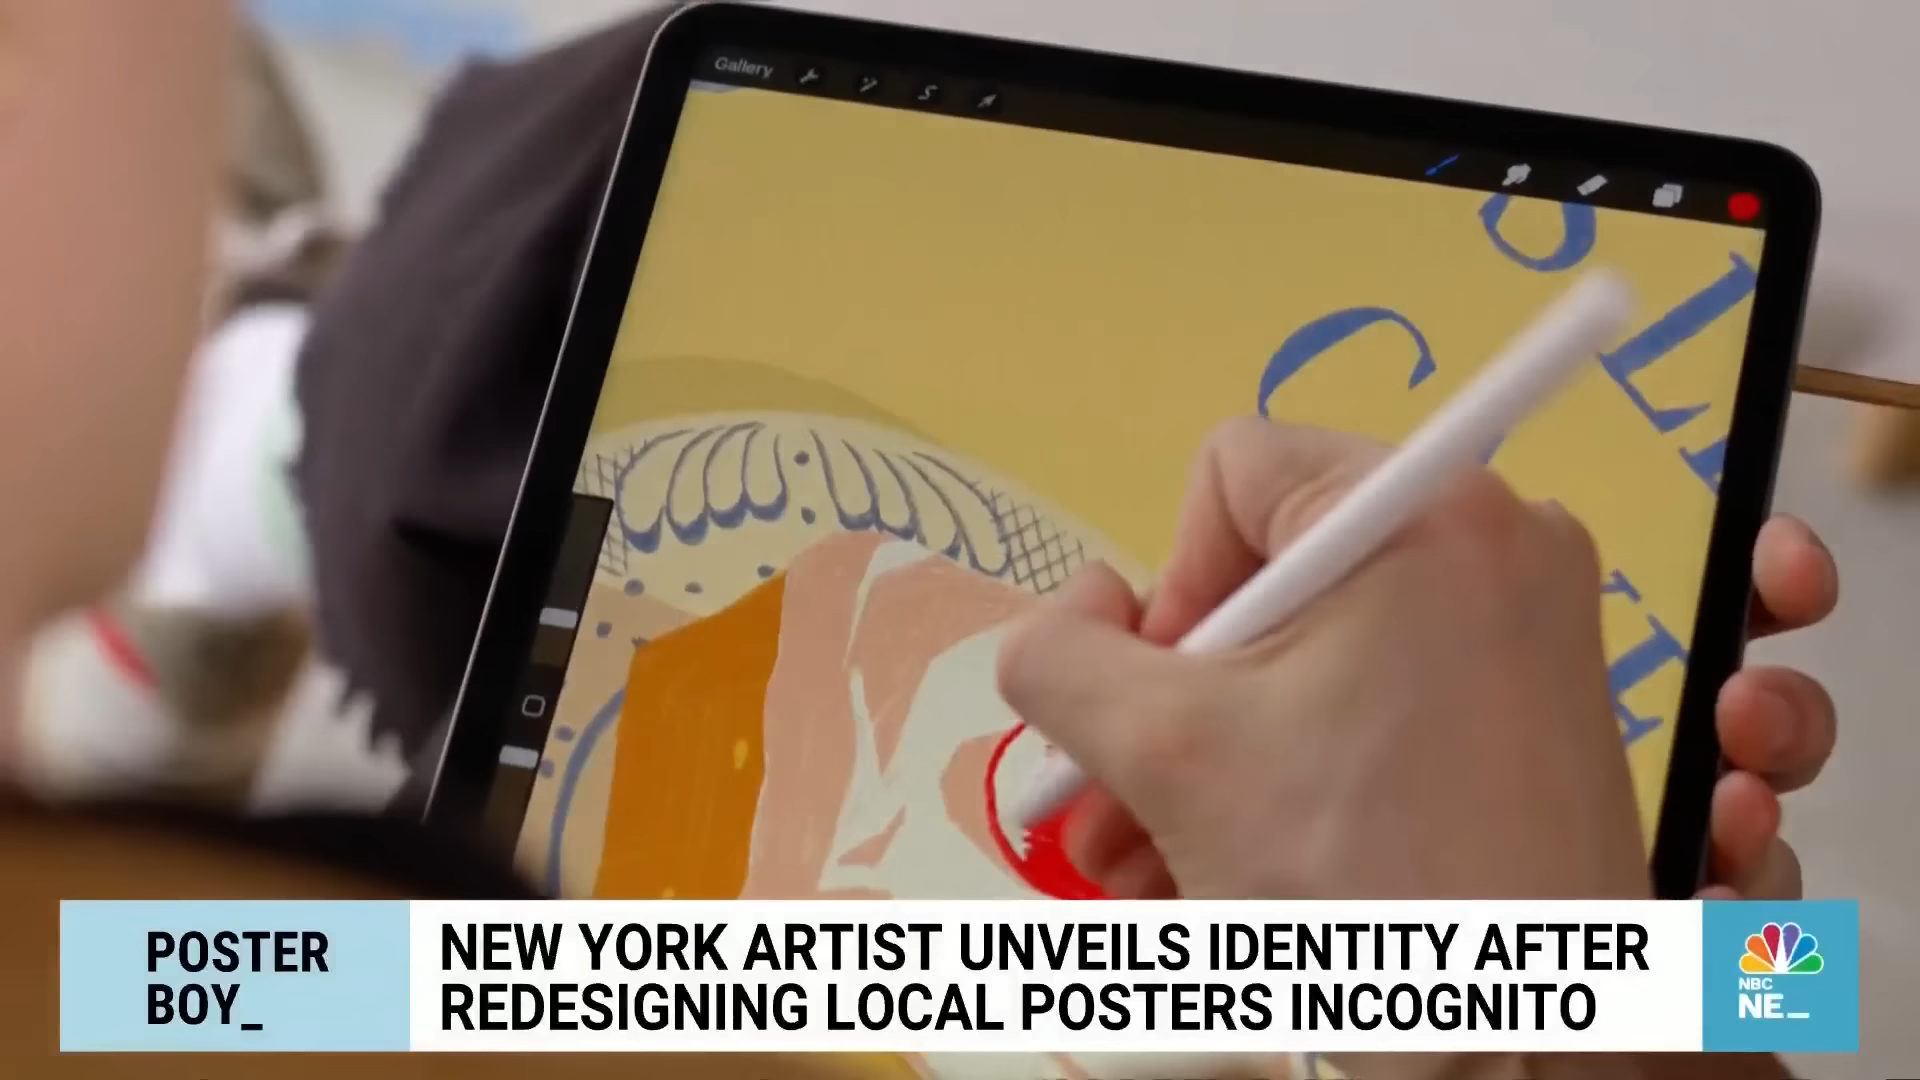 Gallery
C
POSTER
BOY_
NEW YORK ARTIST UNVEILS IDENTITY AFTER
REDESIGNING LOCAL POSTERS INCOGNITO
NBC
NE_